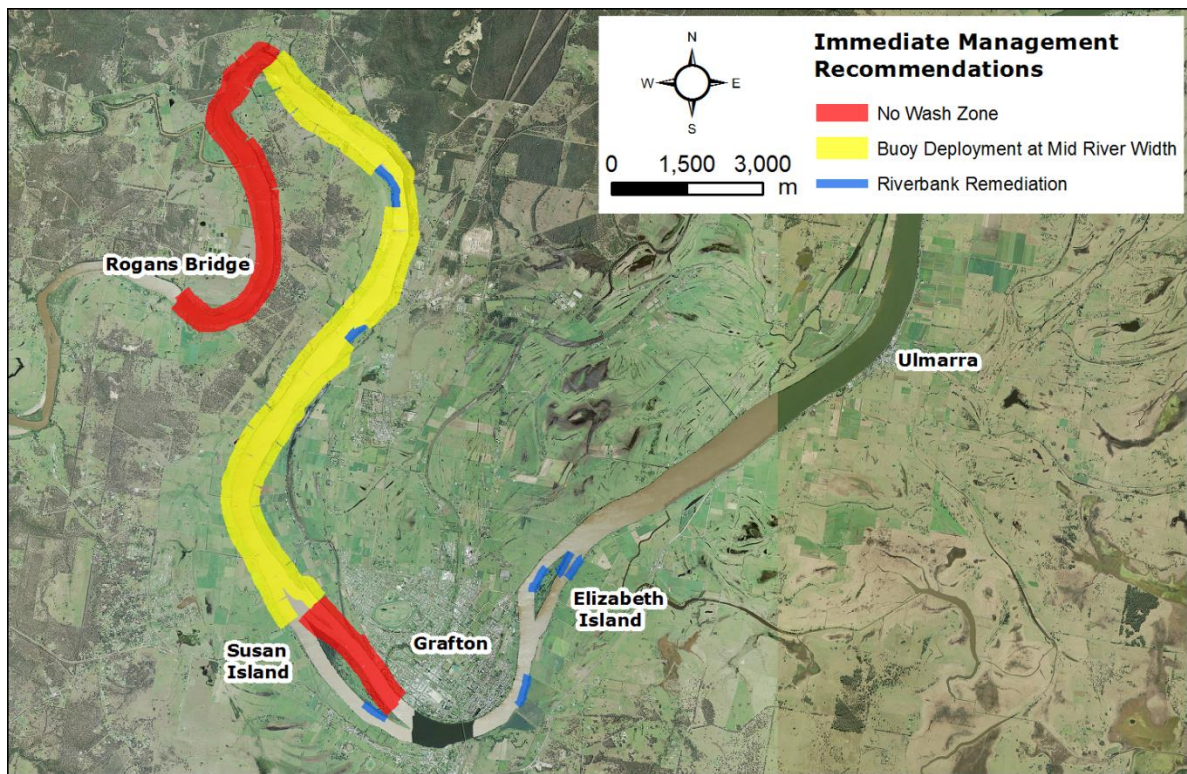 Immediate Management
Recommendations
N
W
E
S
0 1,500 3,000
m
No Wash Zone
Buoy Deployment at Mid River Width
Riverbank Remediation
Rogans Bridge
Ulmarra
Elizabeth
Island
Grafton
Susan
Island